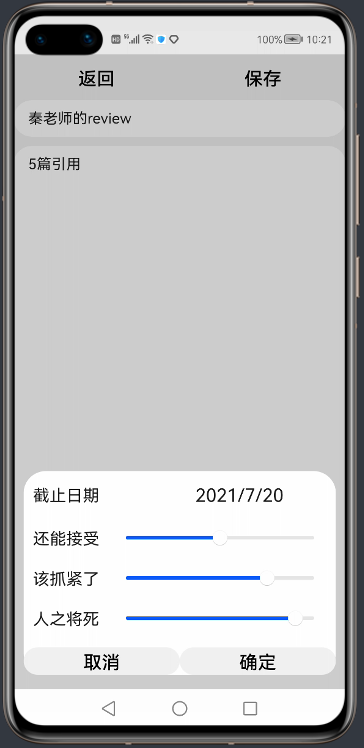 100% 10:21
返回 保存
秦老师的review
5篇引用
截止日期 2021/7/20
还能接受
该抓紧了
人之将死
取消 确定